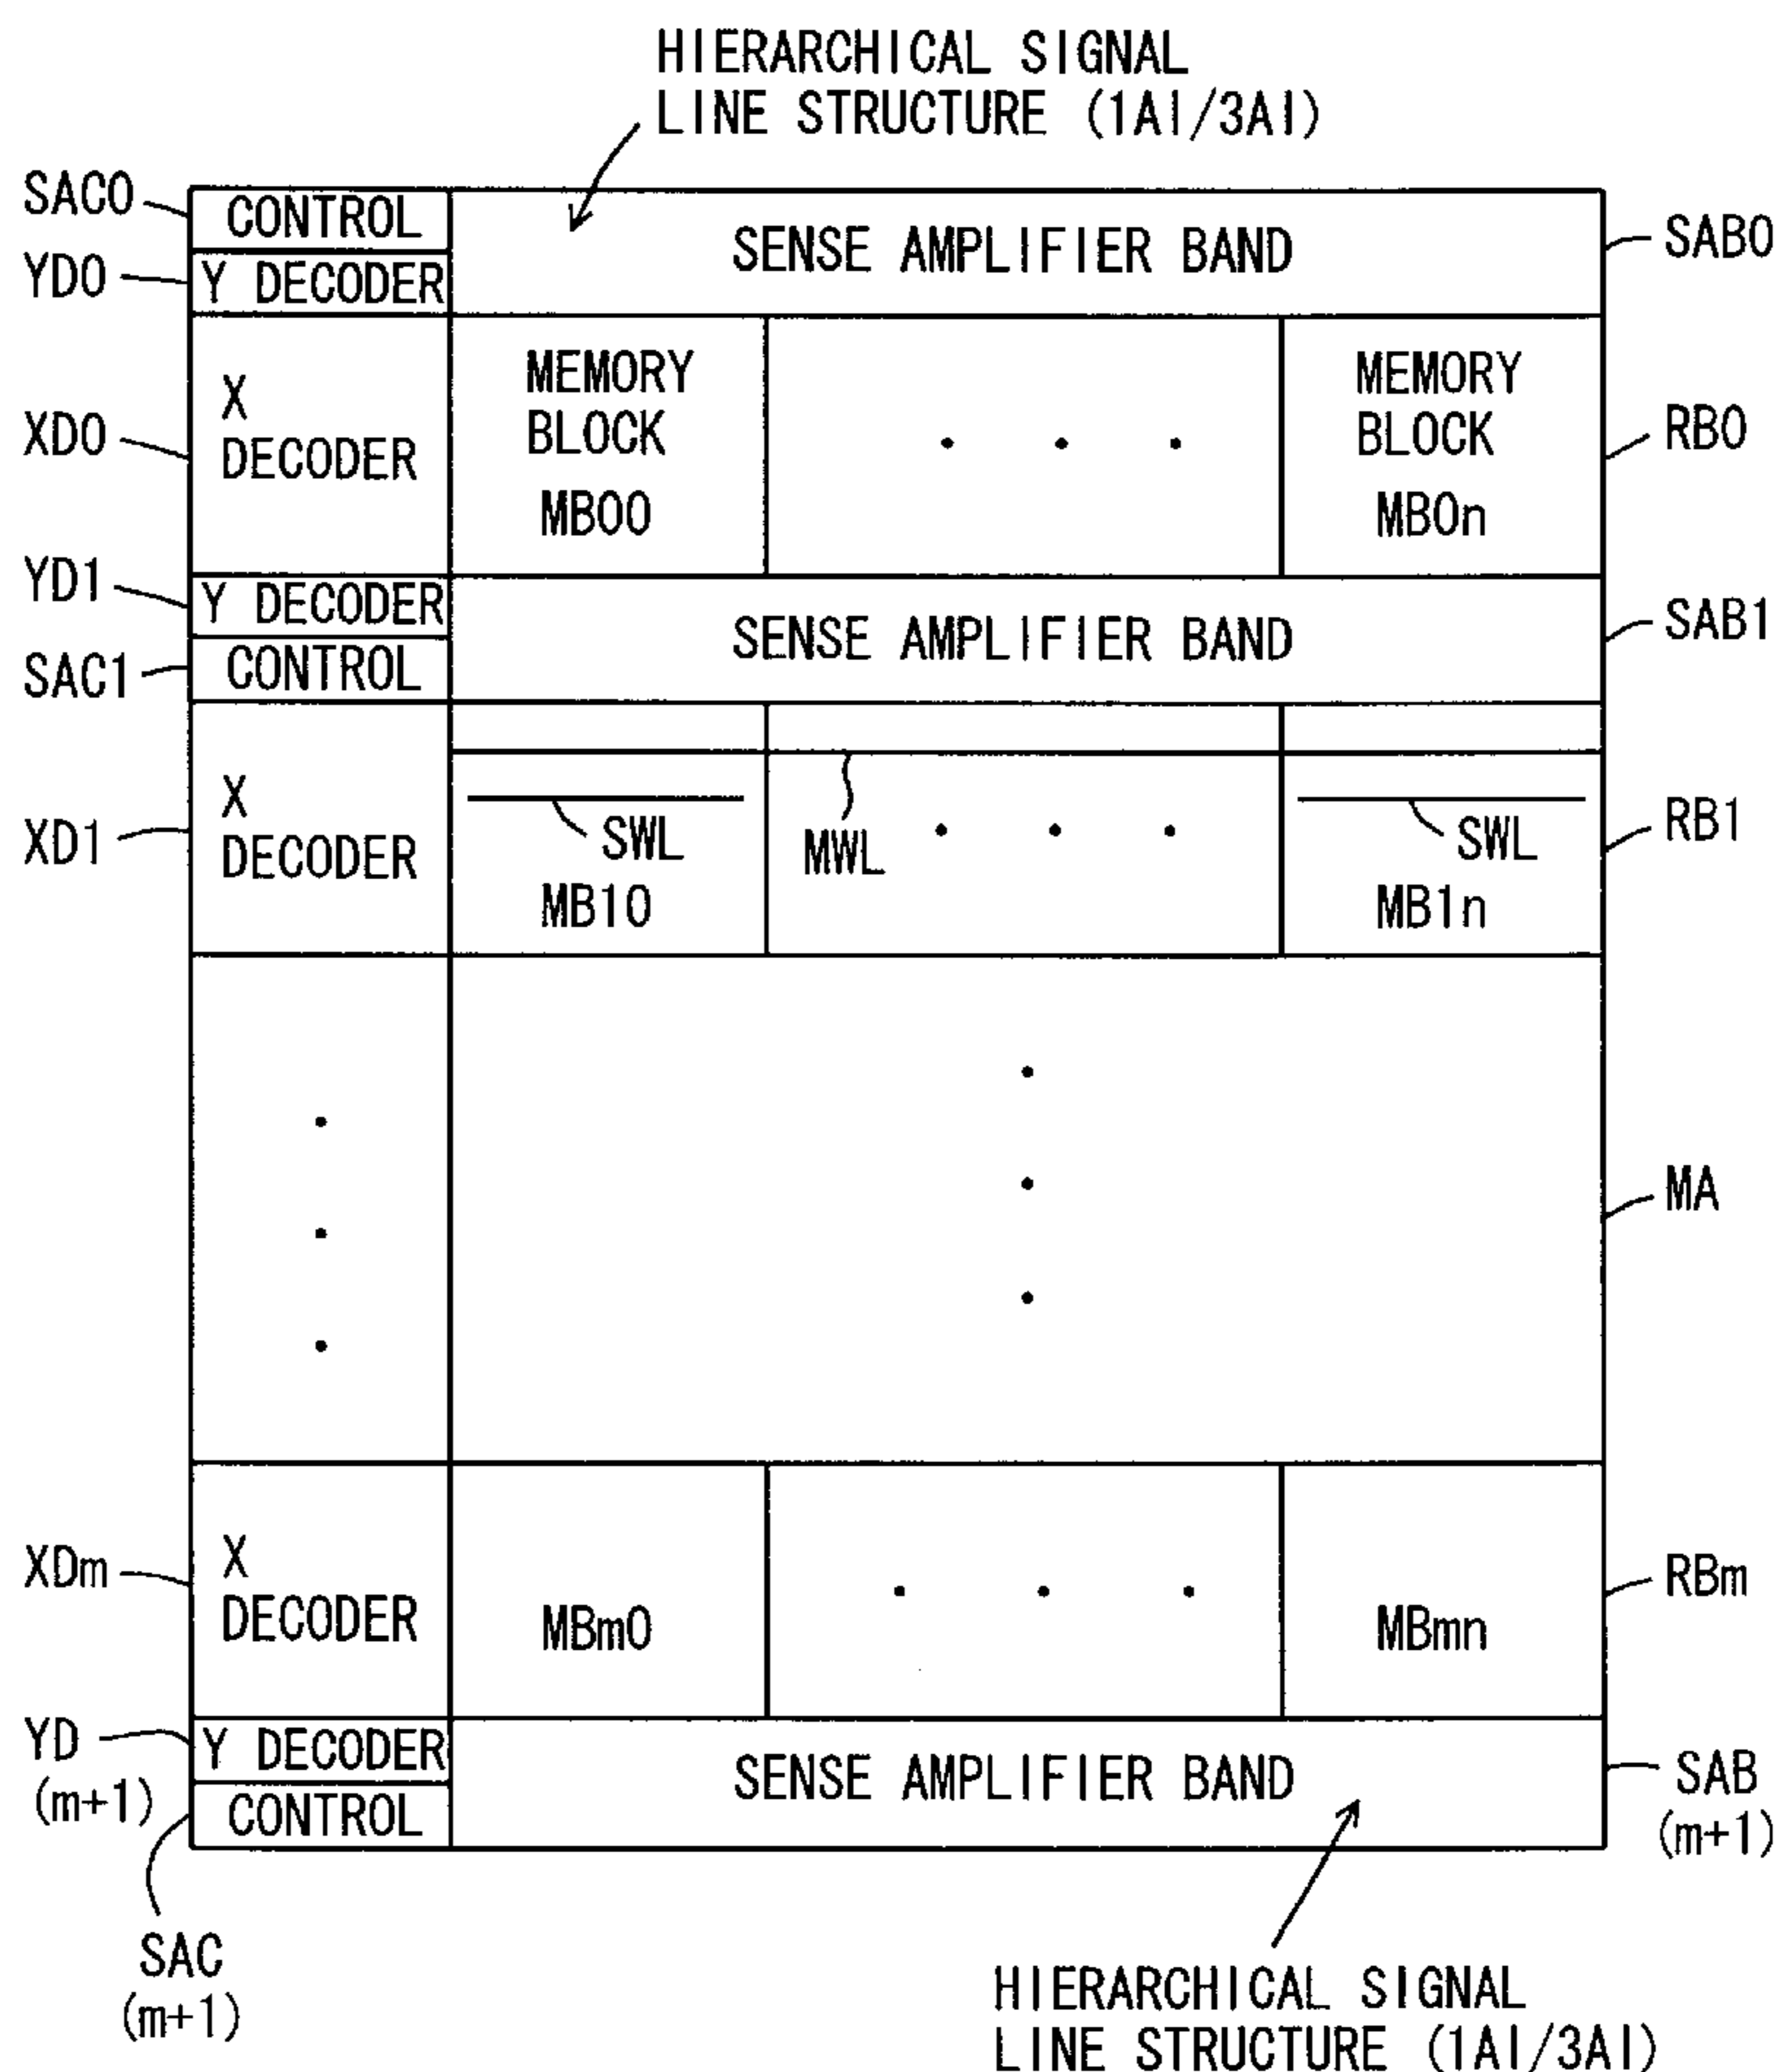 HIERARCHICAL SIGNAL
LINE STRUCTURE (1Al/3Al)
SAC0
CONTROL
SENSE AMPLIFIER BAND
SAB0
YD0
Y DECODER
XD0
X
DECODER
MEMORY
BLOCK
MB00
. . .
MEMORY
BLOCK
MB0n
RB0
YD1
Y DECODER
SENSE AMPLIFIER BAND
SAB1
SAC1
CONTROL
XD1
X
DECODER
SWL
MB10
MWL
. . .
SWL
MB1n
RB1
MA
XDm
X
DECODER
MBm0
. . .
MBmn
RBm
YD
(m+1)
Y DECODER
SENSE AMPLIFIER BAND
SAB
(m+1)
CONTROL
SAC
(m+1)
HIERARCHICAL SIGNAL
LINE STRUCTURE (1Al/3Al)